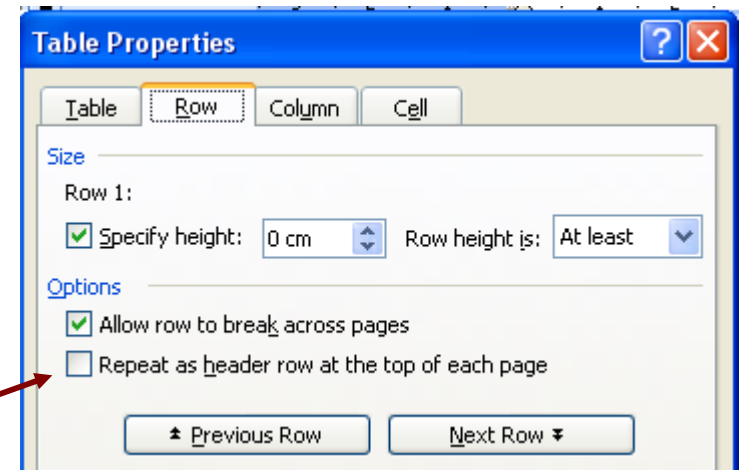 Table Properties
Table Row Column Cell
Size
Row 1:
Specify height: 0 cm Row height is: At least
Options
Allow row to break across pages
Repeat as header row at the top of each page
Previous Row Next Row